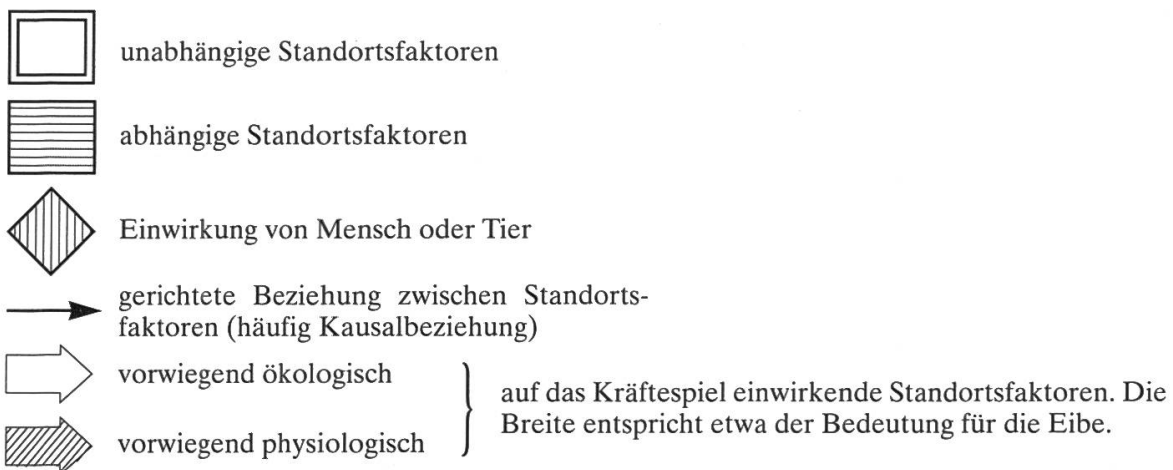 unabhängige Standortsfaktoren
abhängige Standortsfaktoren
Einwirkung von Mensch oder Tier
gerichtete Beziehung zwischen Standorts-
faktoren (häufig Kausalbeziehung)
vorwiegend ökologisch
vorwiegend physiologisch
auf das Kräftespiel einwirkende Standortsfaktoren. Die
Breite entspricht etwa der Bedeutung für die Eibe.